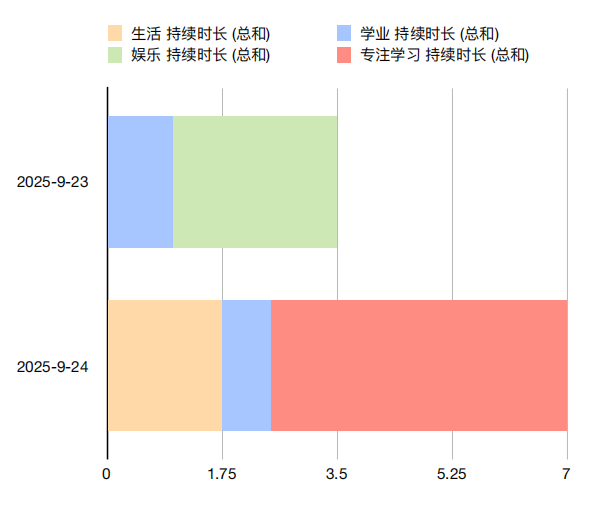 生活 持续时长 (总和)
学业 持续时长 (总和)
娱乐 持续时长 (总和)
专注学习 持续时长 (总和)
2025-9-23
2025-9-24
0
1.75
3.5
5.25
7